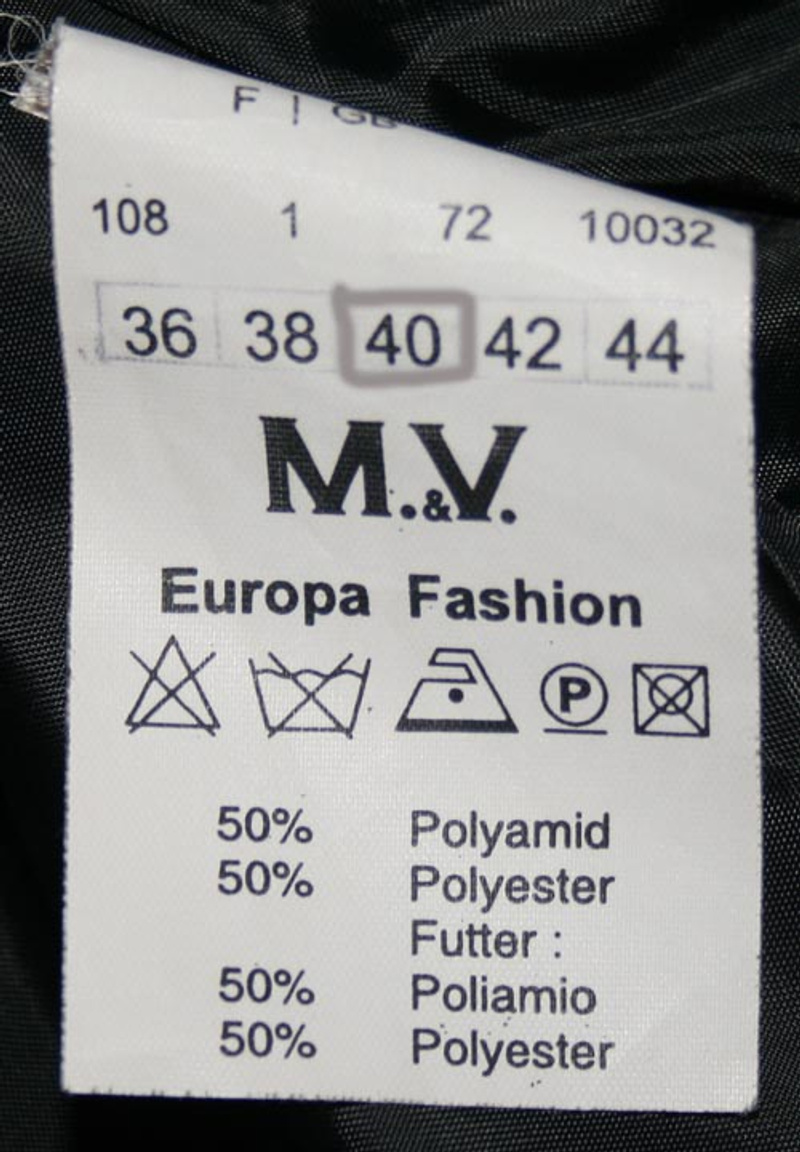 F | GB
108 1 72 10032
36 38 40 42 44
M.&V.
Europa Fashion
P
50% Polyamid
50% Polyester
Futter :
50% Poliamio
50% Polyester